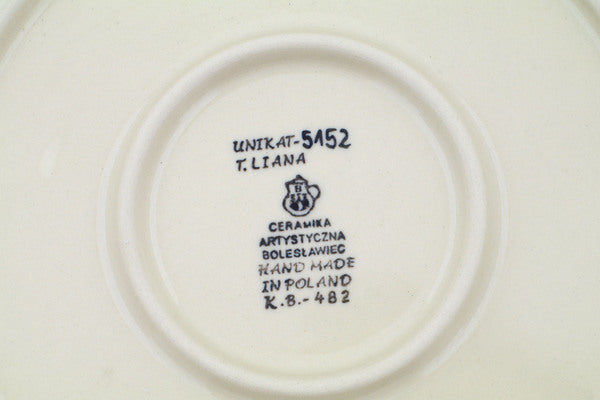 UNIKAT-5152
T. LIANA
B
CERAMIKA
ARTYSTYCZNA
BOLESŁAWIEC
HAND MADE
IN POLAND
K.B.-482